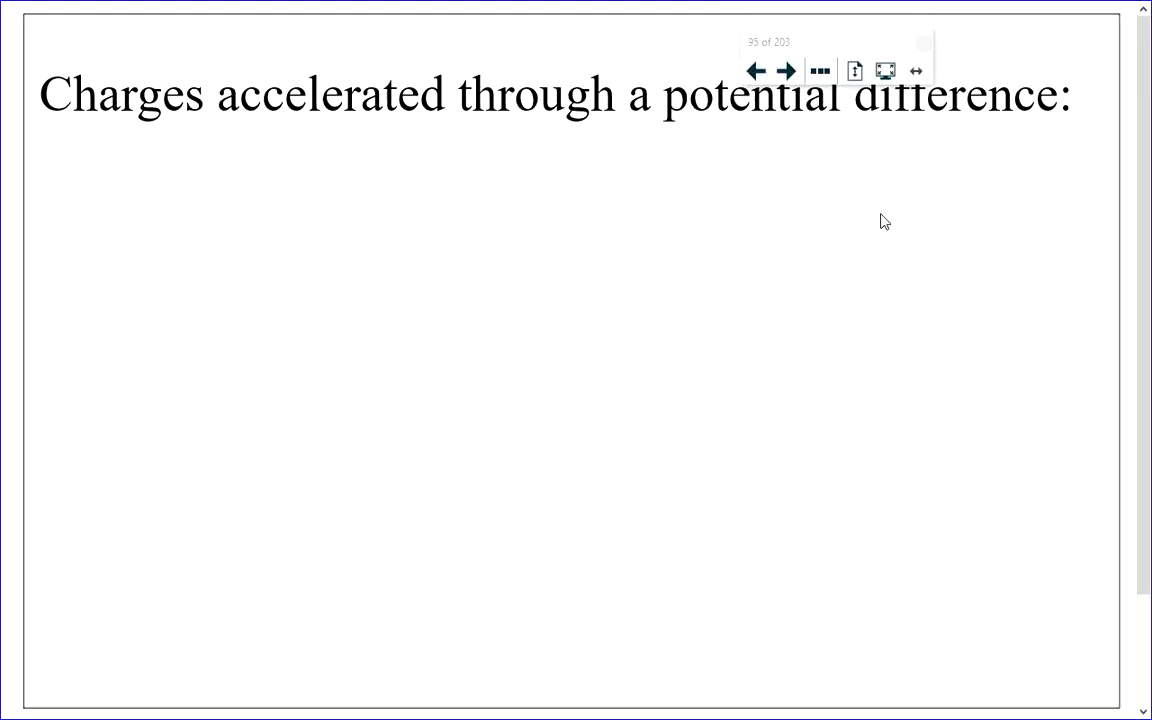 95 of 203
Charges accelerated through a potential difference: